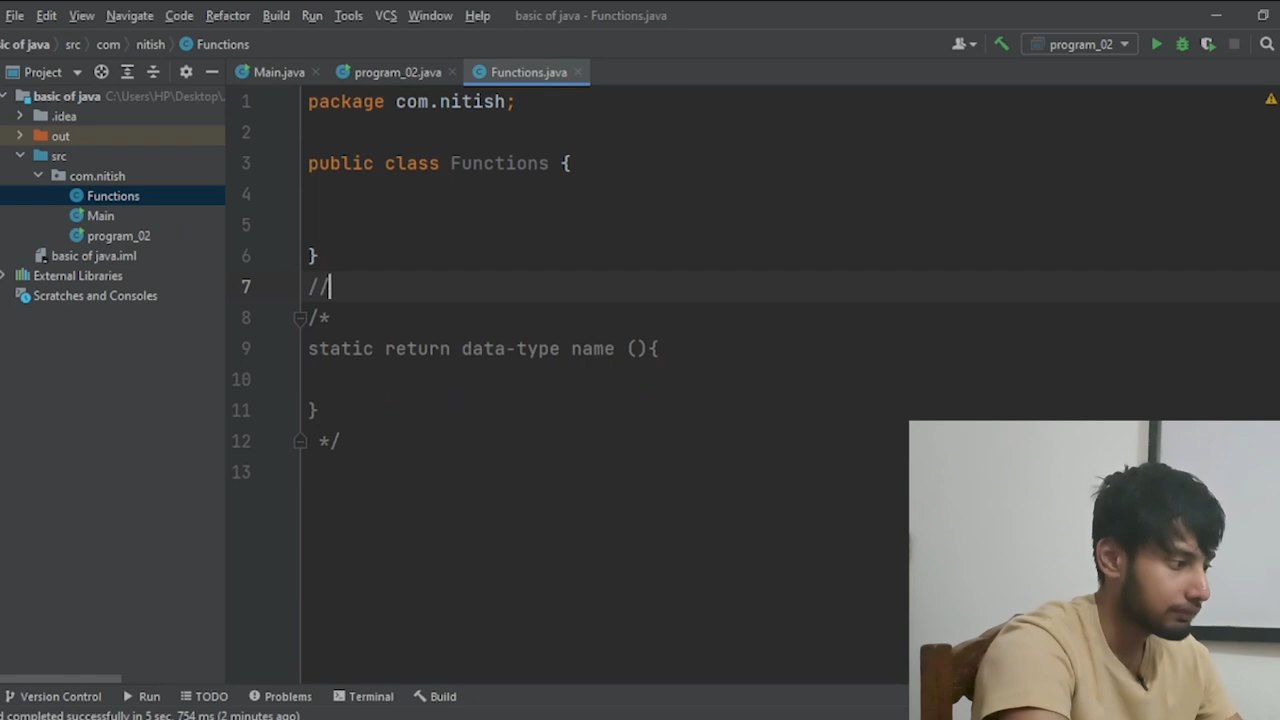 File Edit View Navigate Code Refactor Build Run Tools VCS Window Help basic of java - Functions.java
ic of java src com nitish Functions program_02
Project Main.java program_02.java Functions.java
basic of java C:\Users\HP\Desktop\
.idea
out
src
com.nitish
Functions
Main
program_02
basic of java.iml
External Libraries
Scratches and Consoles
1 package com.nitish;
2
3 public class Functions {
4
5
6 }
7 //
8 /*
9 static return data-type name (){
10
11 }
12 */
13
Version Control Run TODO Problems Terminal Build
d completed successfully in 5 sec, 754 ms (2 minutes ago)